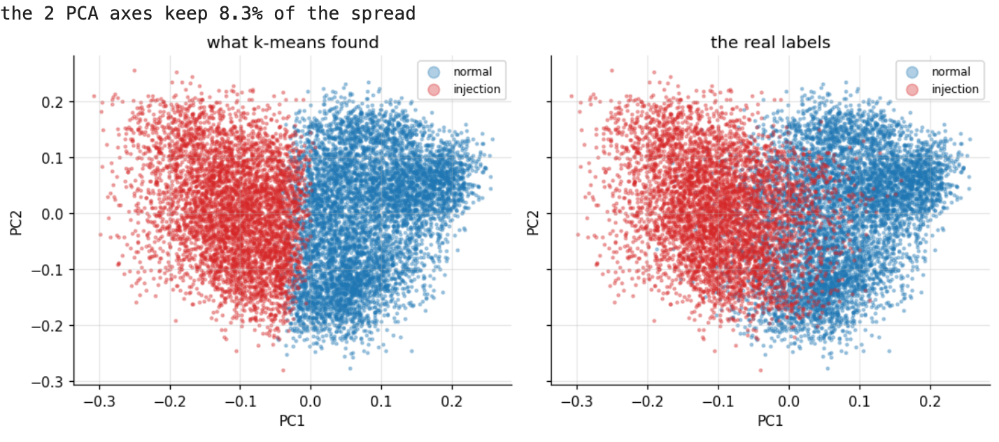 the 2 PCA axes keep 8.3% of the spread
what k-means found
normal
injection
0.2
0.1
0.0
−0.1
−0.2
−0.3
PC2
−0.3
−0.2
−0.1
0.0
0.1
0.2
PC1
the real labels
normal
injection
PC2
−0.3
−0.2
−0.1
0.0
0.1
0.2
PC1